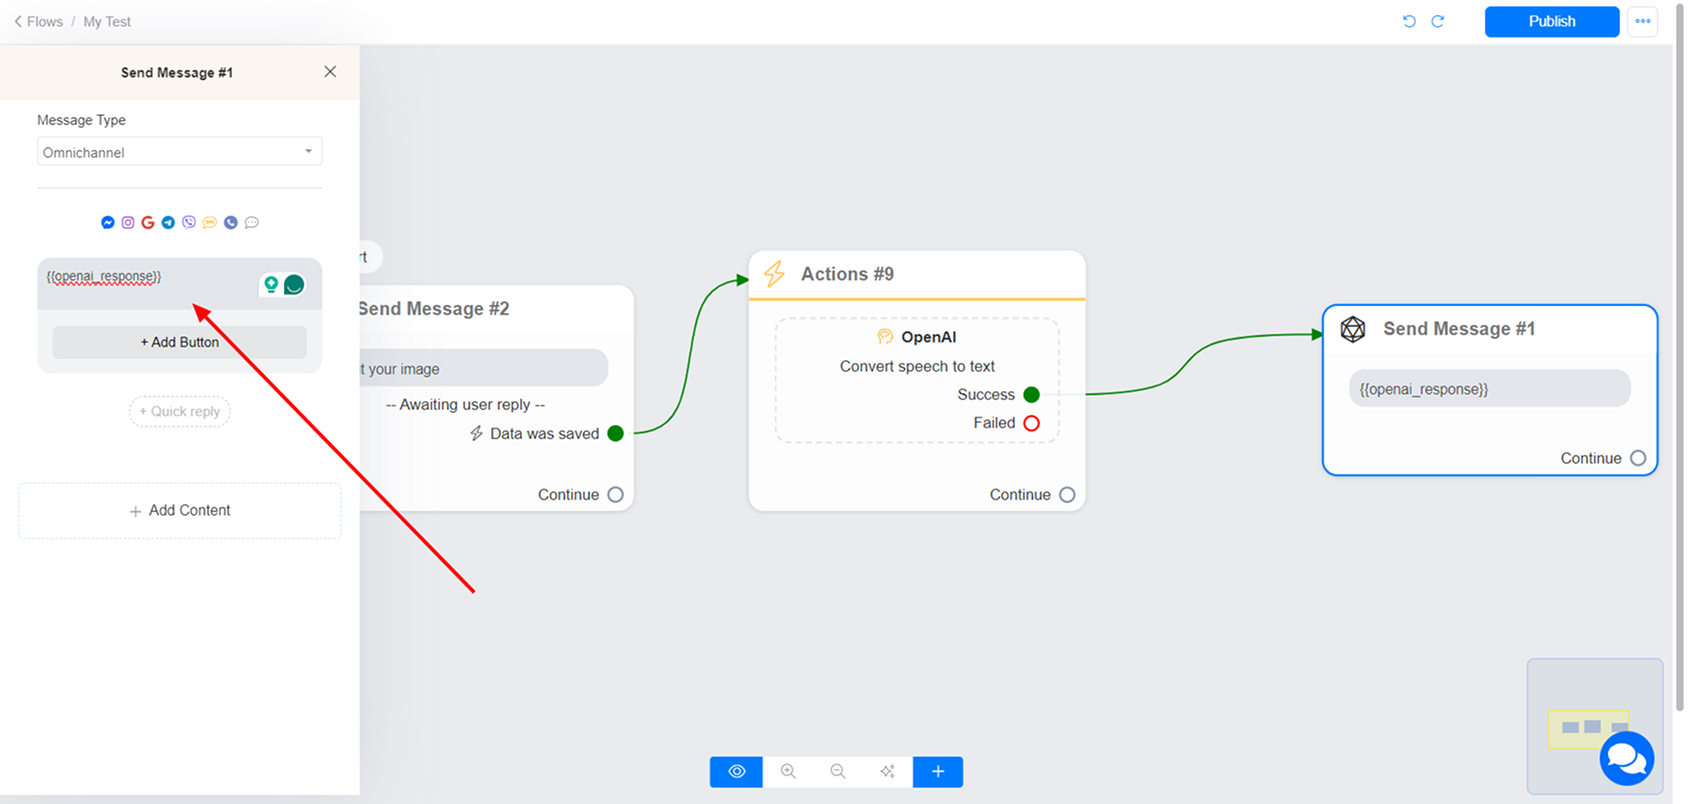 Flows / My Test
Publish
Send Message #1
Message Type
Omnichannel
{{openai_response}}
+ Add Button
+ Quick reply
+ Add Content
rt
Send Message #2
t your image
-- Awaiting user reply --
Data was saved
Continue
Actions #9
OpenAI
Convert speech to text
Success
Failed
Continue
Send Message #1
{{openai_response}}
Continue